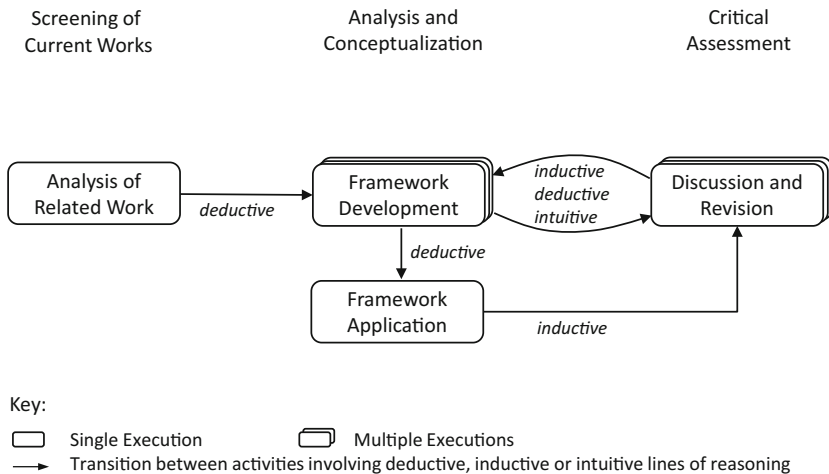 Screening of
Current Works
Analysis and
Conceptualization
Critical
Assessment
Analysis of
Related Work
deductive
Framework
Development
inductive
deductive
intuitive
Discussion and
Revision
deductive
Framework
Application
inductive
Key:
Single Execution
Multiple Executions
Transition between activities involving deductive, inductive or intuitive lines of reasoning